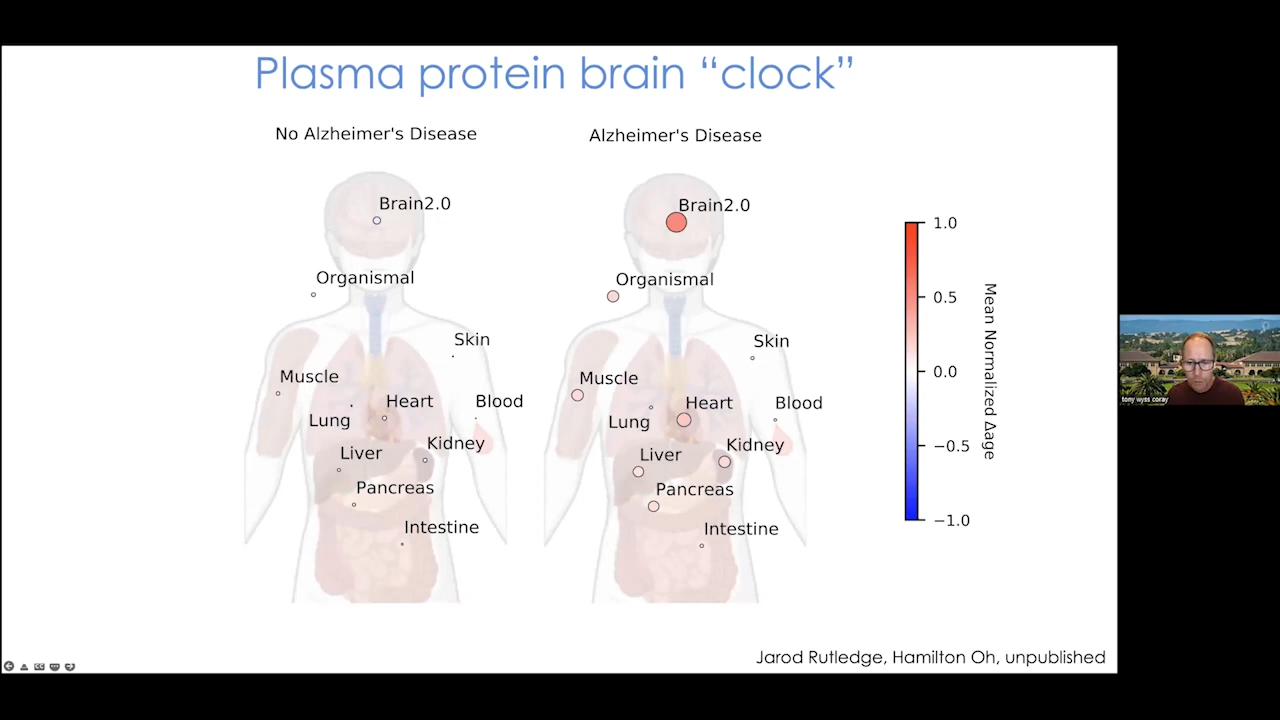 Plasma protein brain “clock”
No Alzheimer's Disease
Brain2.0
Organismal
Skin
Muscle
Heart
Blood
Lung
Kidney
Liver
Pancreas
Intestine
Alzheimer's Disease
Brain2.0
Organismal
Skin
Muscle
Heart
Blood
Lung
Kidney
Liver
Pancreas
Intestine
1.0
0.5
0.0
−0.5
−1.0
Mean Normalized Δage
tony wyss coray
Jarod Rutledge, Hamilton Oh, unpublished